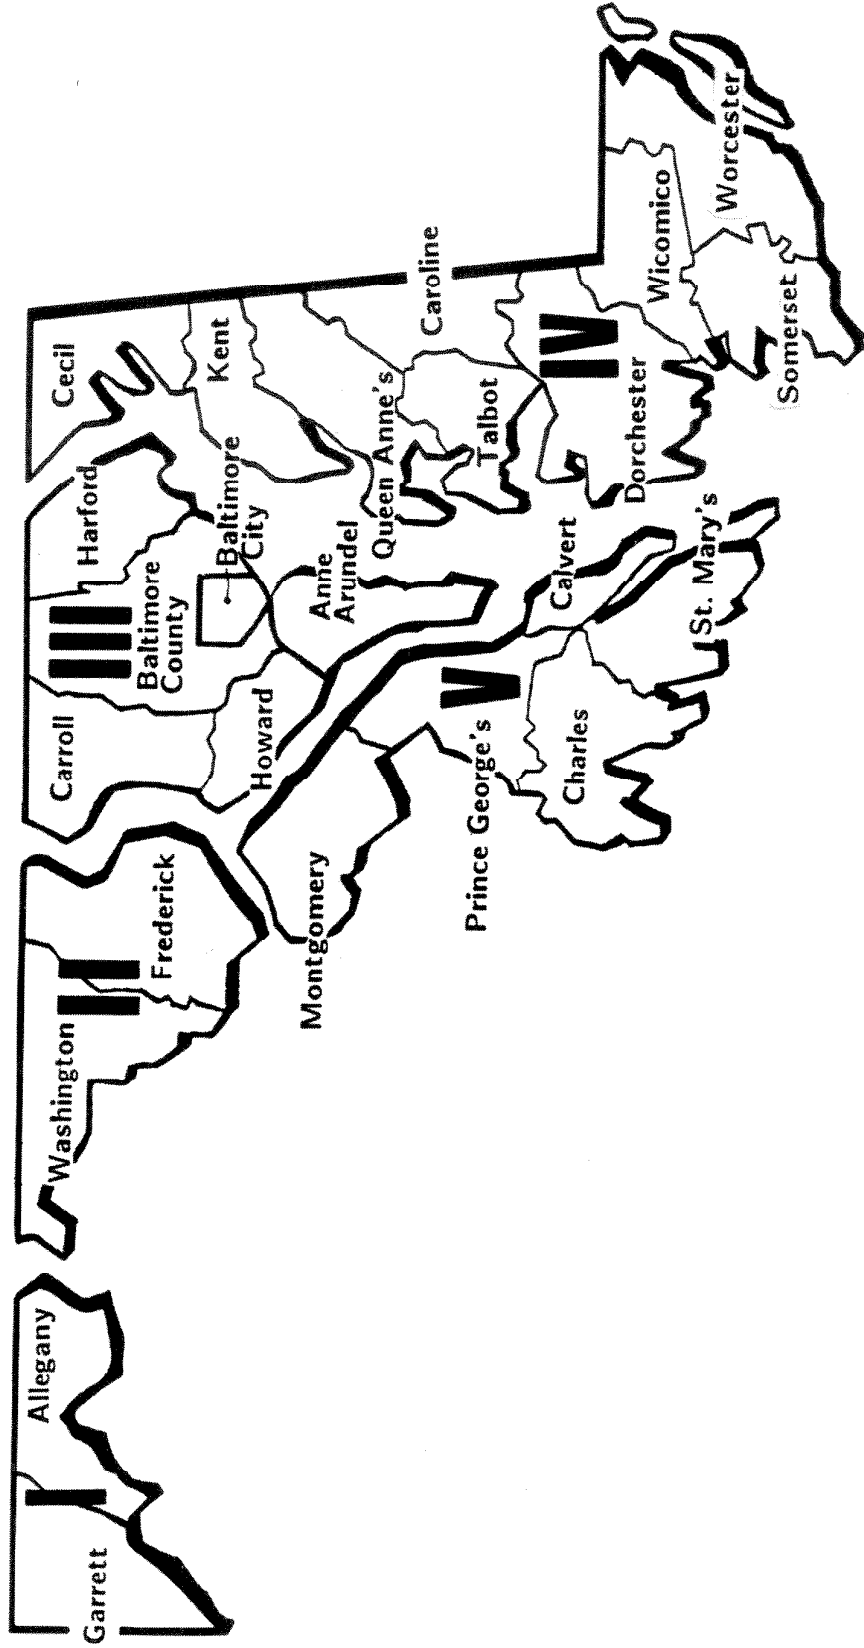 Garrett
I
Allegany
Washington
II
Frederick
Carroll
III
Baltimore
County
Harford
Cecil
Howard
Baltimore
City
Kent
Anne
Arundel
Queen Anne's
Caroline
Montgomery
Prince George's
V
Talbot
IV
Charles
Calvert
Dorchester
Wicomico
St. Mary's
Somerset
Worcester